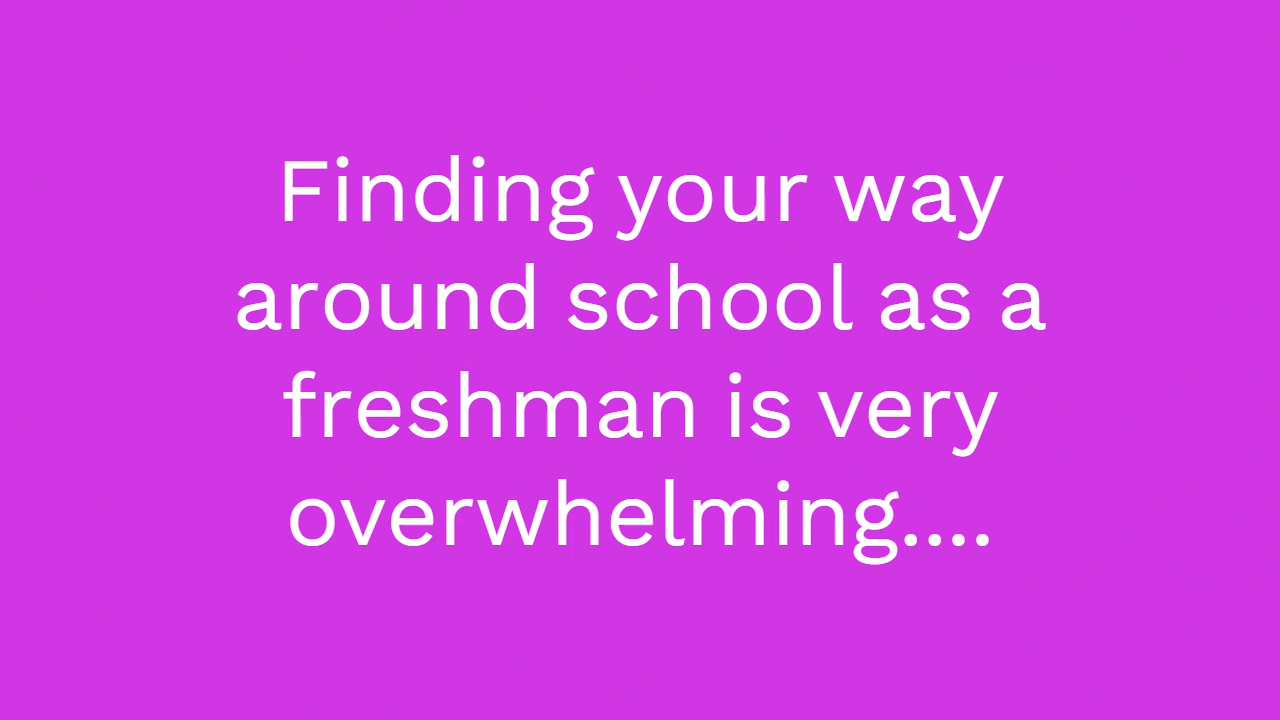 Finding your way
around school as a
freshman is very
overwhelming....